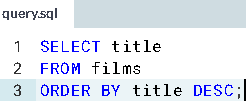 query.sql
1 SELECT title
2 FROM films
3 ORDER BY title DESC;